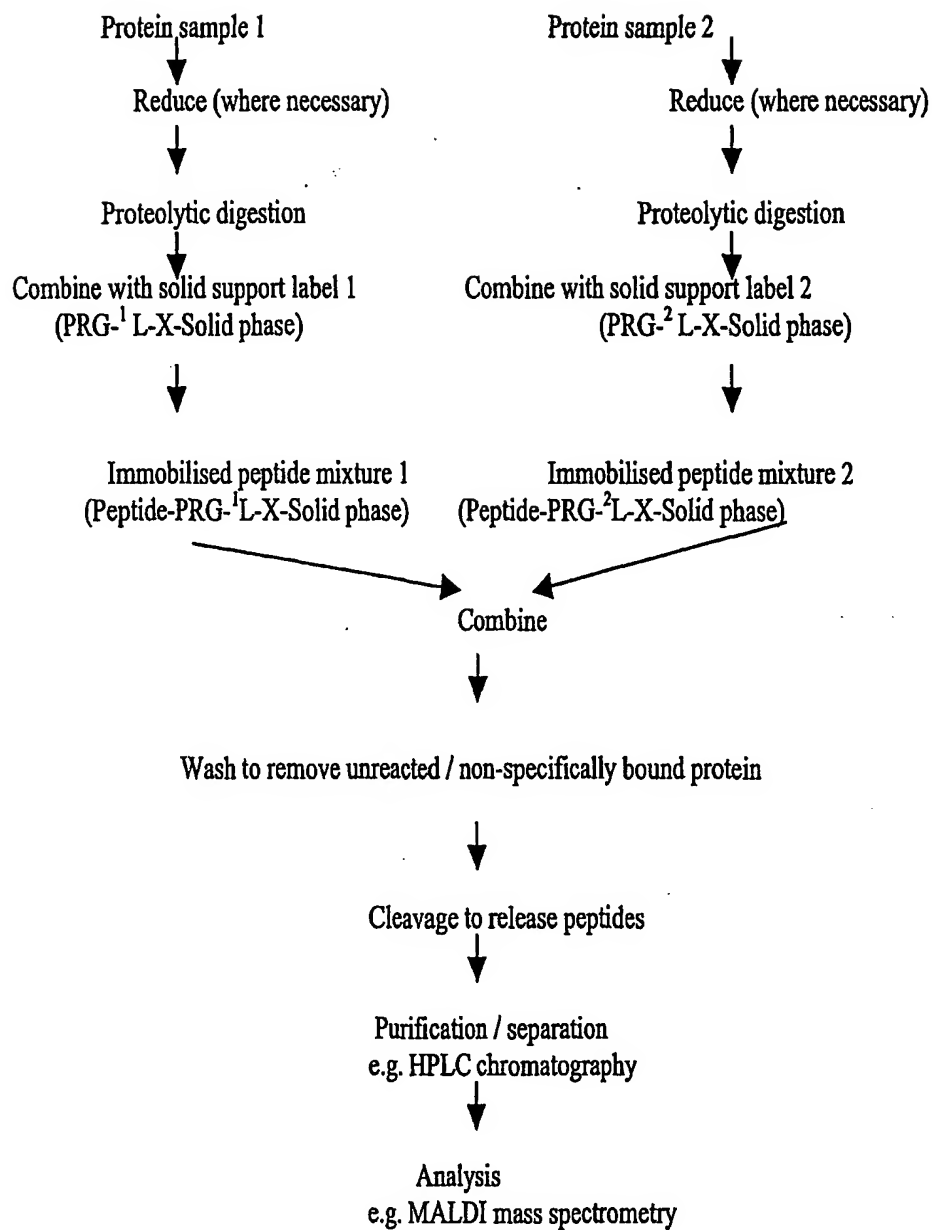 Protein sample 1
Protein sample 2
Reduce (where necessary)
Reduce (where necessary)
Proteolytic digestion
Proteolytic digestion
Combine with solid support label 1
(PRG-¹ L-X-Solid phase)
Combine with solid support label 2
(PRG-² L-X-Solid phase)
Immobilised peptide mixture 1
(Peptide-PRG-¹L-X-Solid phase)
Immobilised peptide mixture 2
(Peptide-PRG-²L-X-Solid phase)
Combine
Wash to remove unreacted / non-specifically bound protein
Cleavage to release peptides
Purification / separation
e.g. HPLC chromatography
Analysis
e.g. MALDI mass spectrometry